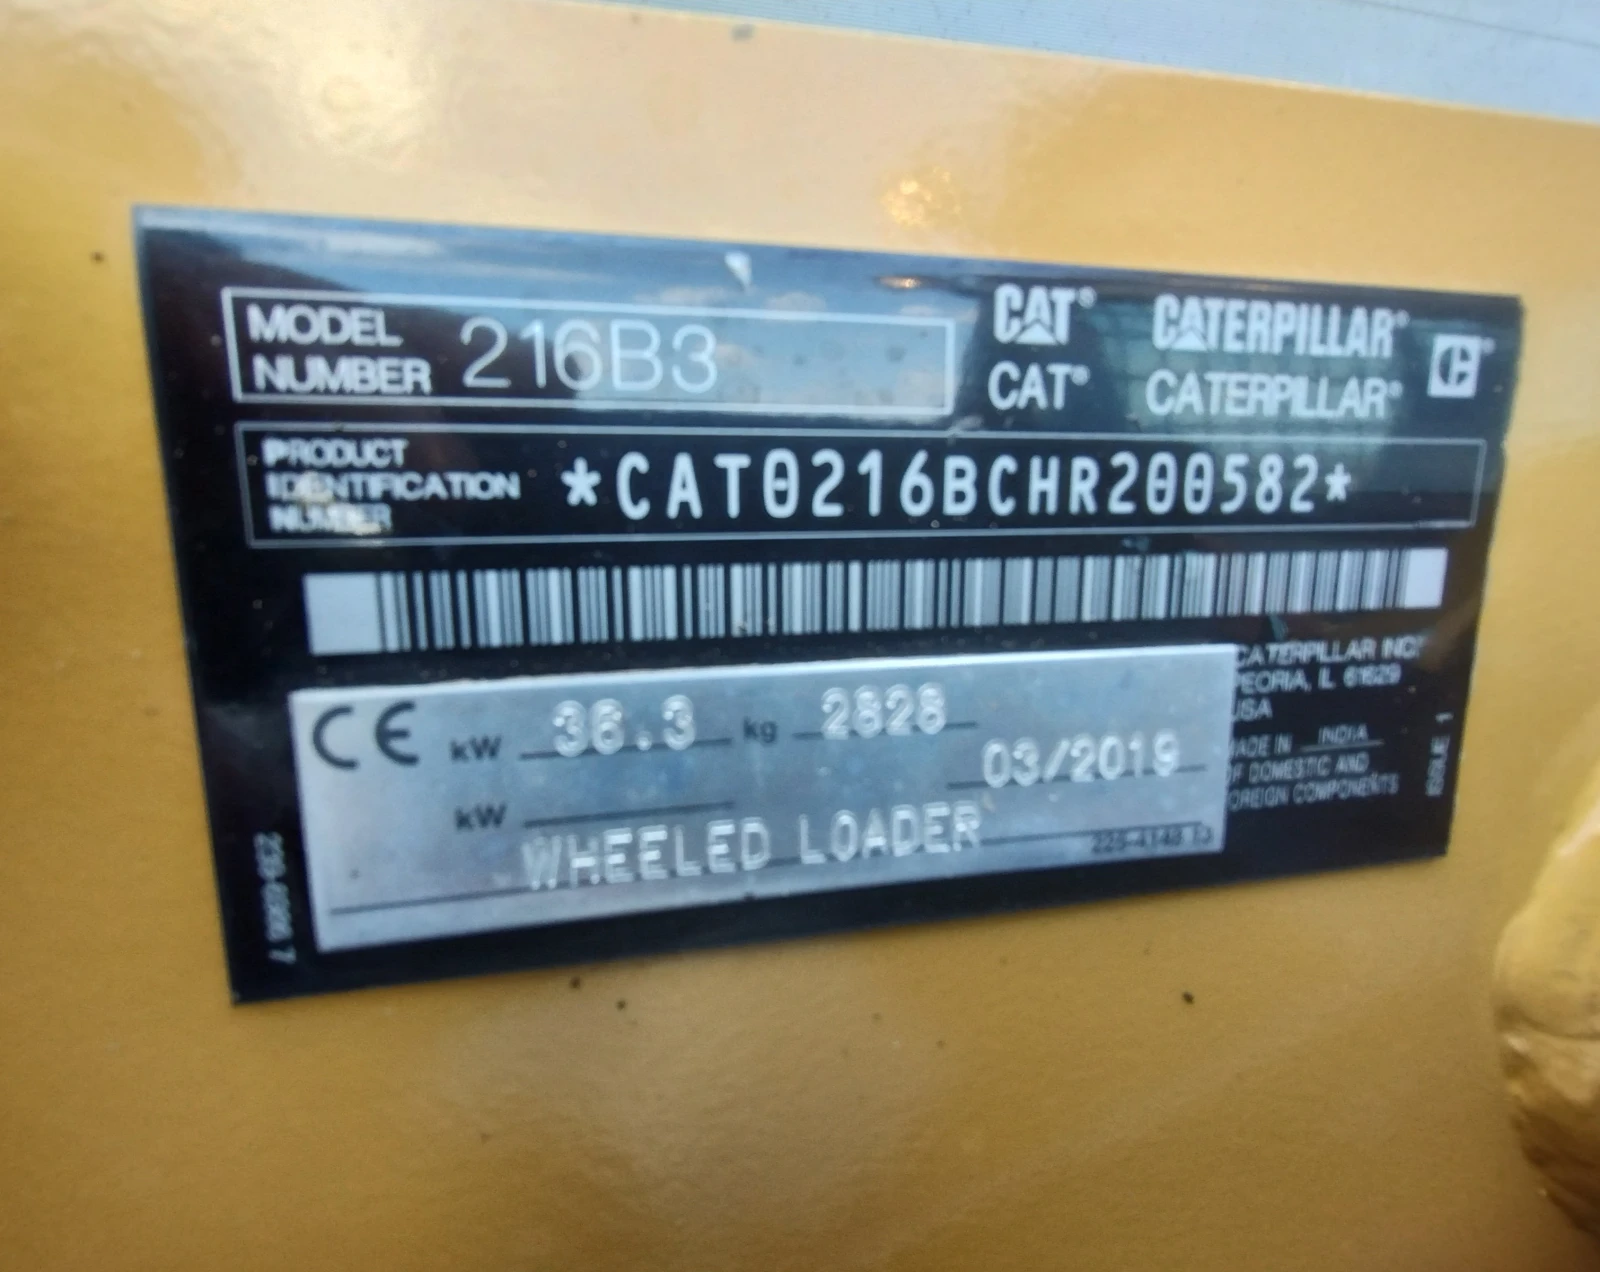 MODEL
NUMBER 216B3
CAT® CATERPILLAR®
CAT® CATERPILLAR®
PRODUCT
IDENTIFICATION
NUMBER
*CAT0216BCHR200582*
CATERPILLAR INC.
PEORIA, IL 61629
USA
MADE IN INDIA
OF DOMESTIC AND
FOREIGN COMPONENTS
CE kW 36.3 kg 2828
03/2019
kW
WHEELED LOADER